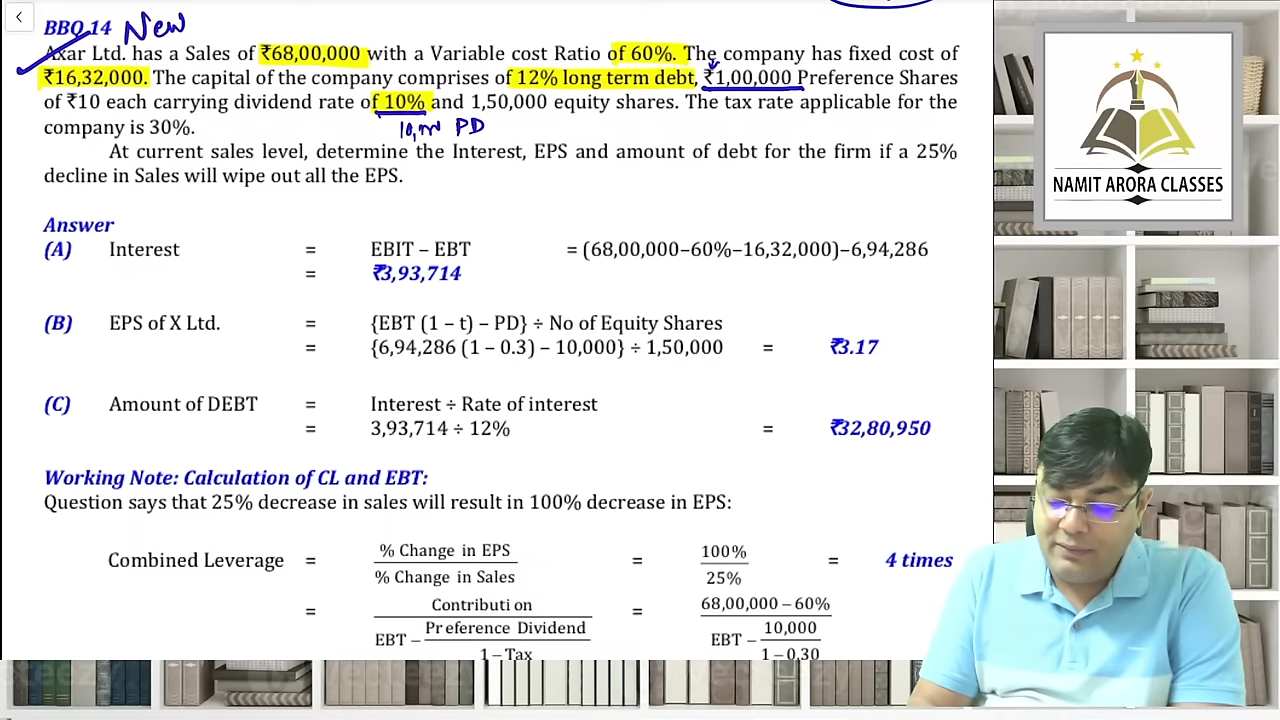 BBQ.14 New
Axar Ltd. has a Sales of ₹68,00,000 with a Variable cost Ratio of 60%. The company has fixed cost of
₹16,32,000. The capital of the company comprises of 12% long term debt, ₹1,00,000 Preference Shares
of ₹10 each carrying dividend rate of 10% and 1,50,000 equity shares. The tax rate applicable for the
company is 30%.
PD
At current sales level, determine the Interest, EPS and amount of debt for the firm if a 25%
decline in Sales will wipe out all the EPS.
Answer
(A) Interest = EBIT – EBT = (68,00,000–60%–16,32,000)–6,94,286
= ₹3,93,714
(B) EPS of X Ltd. = {EBT (1 – t) – PD} ÷ No of Equity Shares
= {6,94,286 (1 – 0.3) – 10,000} ÷ 1,50,000 = ₹3.17
(C) Amount of DEBT = Interest ÷ Rate of interest
= 3,93,714 ÷ 12% = ₹32,80,950
Working Note: Calculation of CL and EBT:
Question says that 25% decrease in sales will result in 100% decrease in EPS:
% Change in EPS 100%
Combined Leverage = = = 4 times
% Change in Sales 25%
Contributi on 68,00,000 – 60%
= =
Pr eference Dividend 10,000
EBT – EBT –
1 – Tax 1 – 0.30
NAMIT ARORA CLASSES